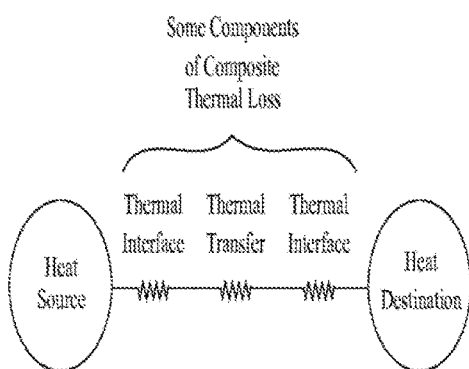 Some Components
of Composite
Thermal Loss
Thermal Thermal Thermal
Interface Transfer Interface
Heat
Source
Heat
Destination